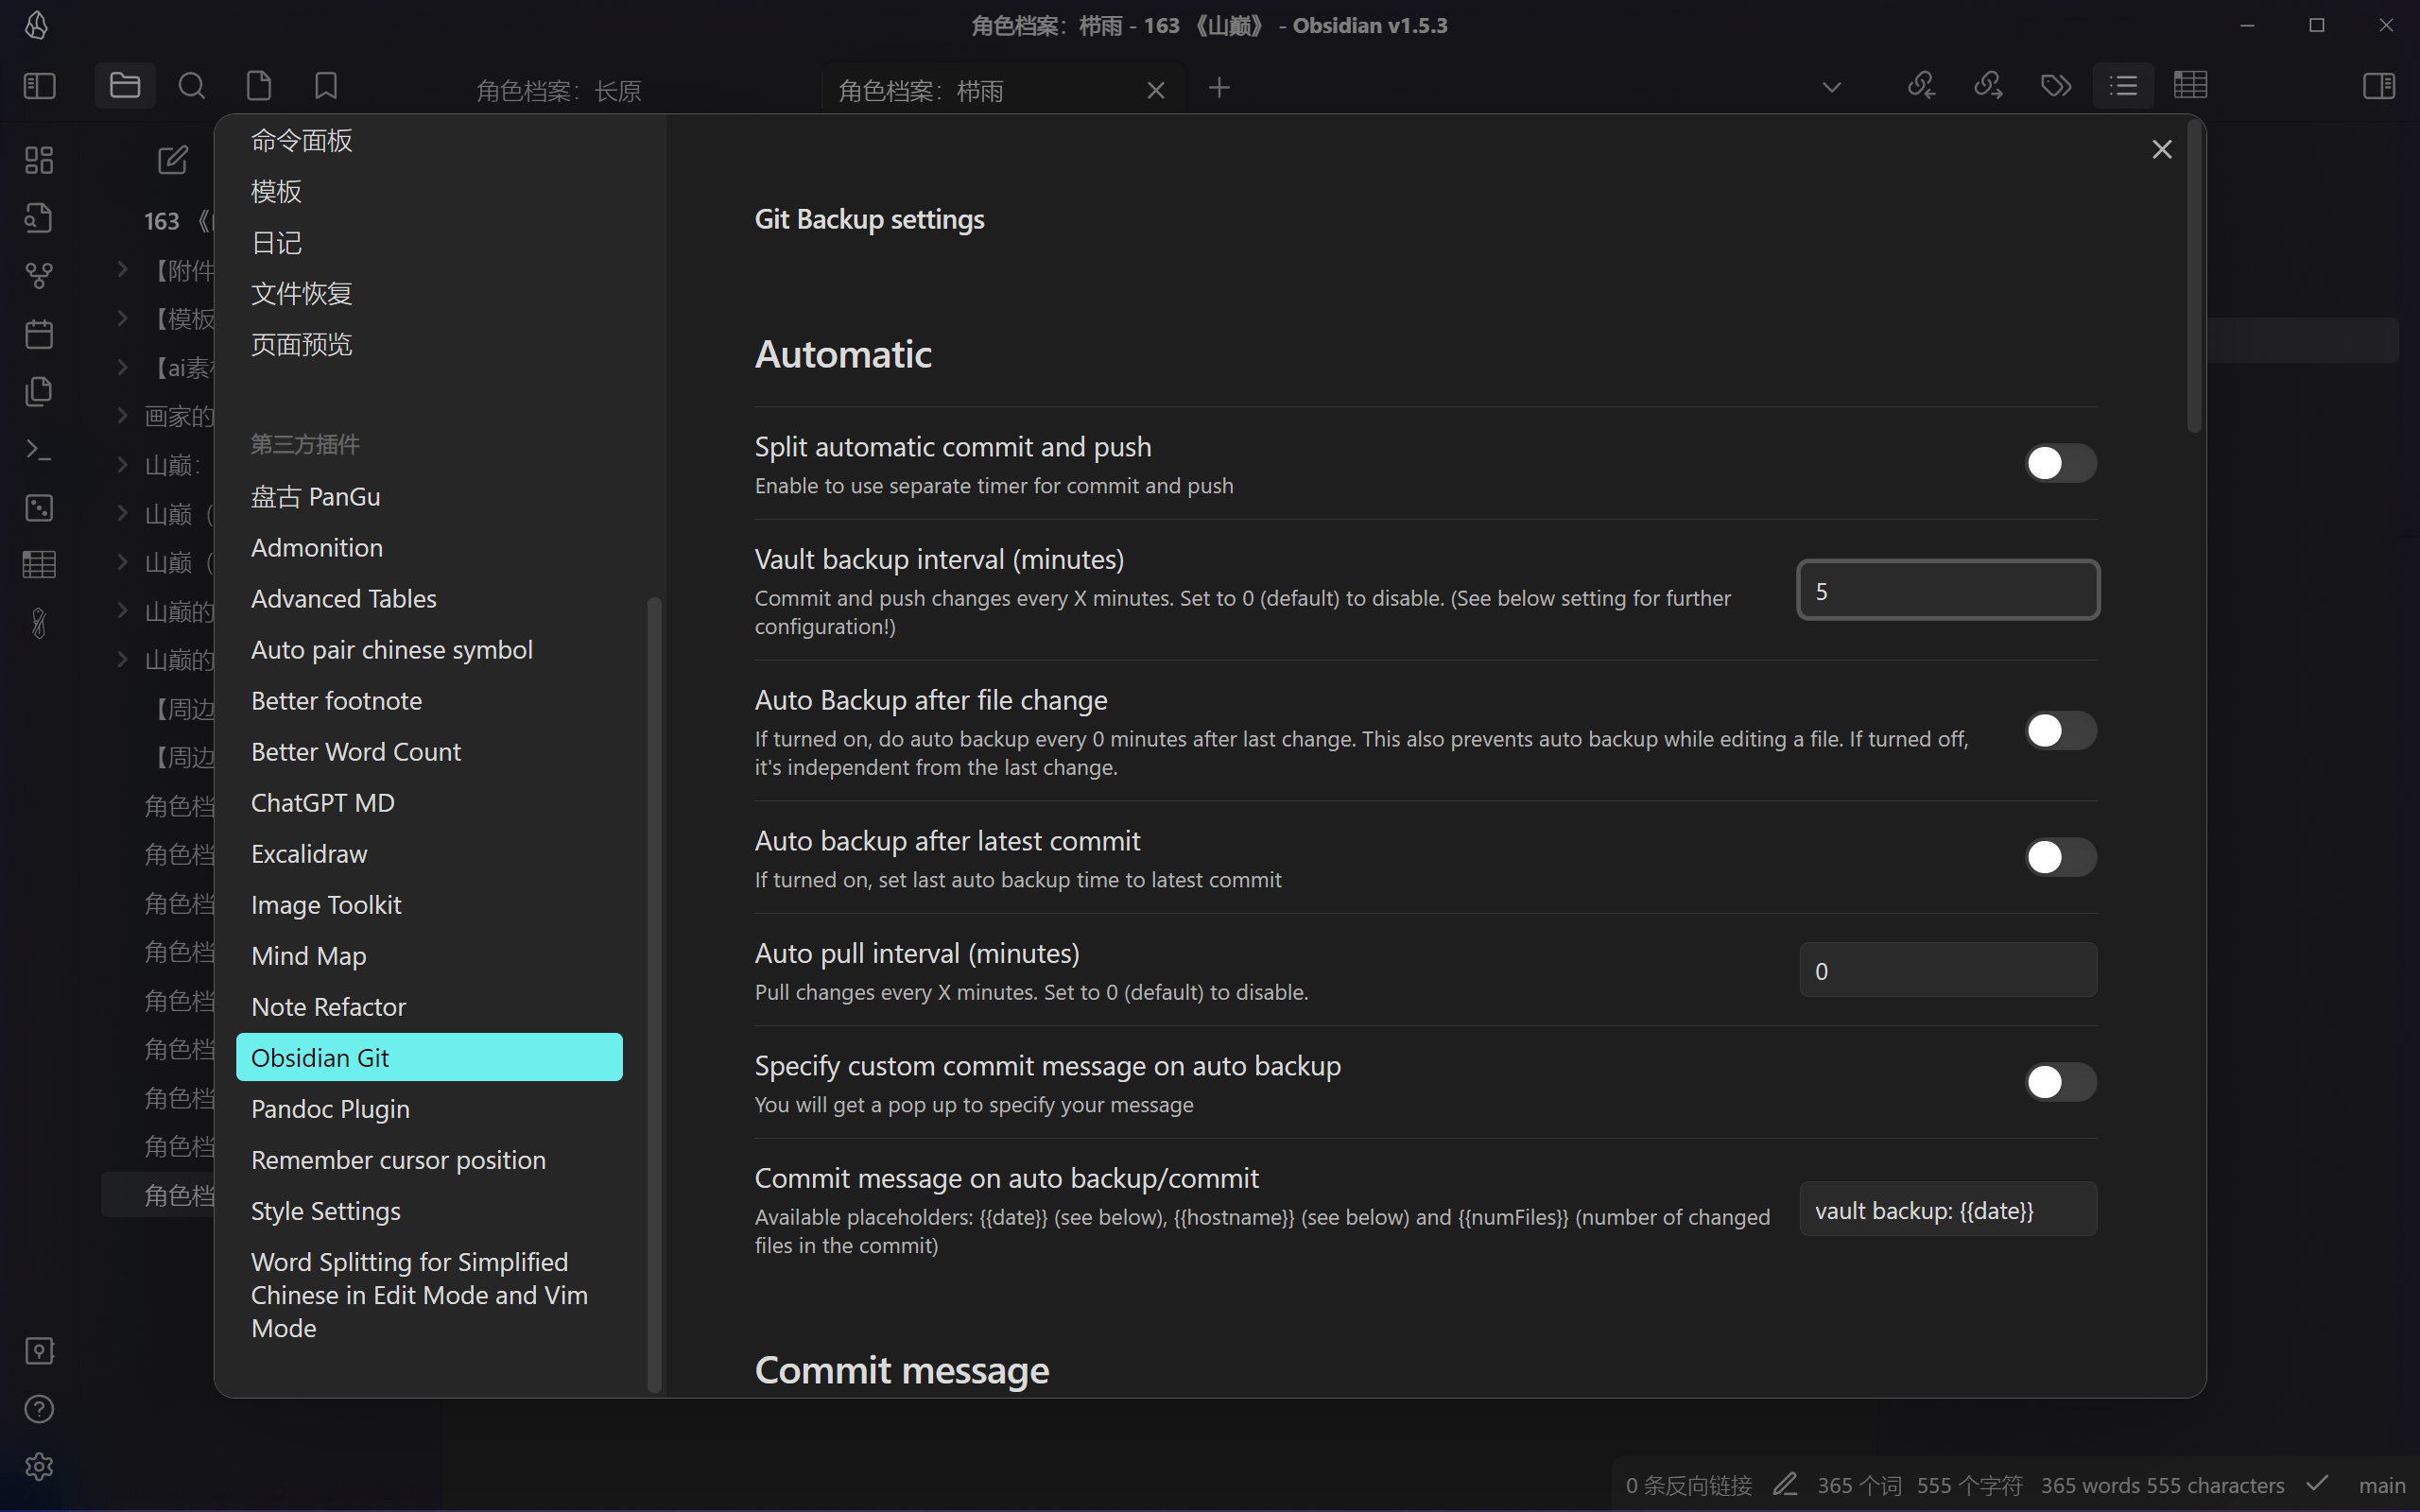 角色档案：栉雨 - 163 《山巅》 - Obsidian v1.5.3
角色档案：长原
角色档案：栉雨
163 《
【附件
【模板
【ai素
画家的
山巅：
山巅（
山巅（
山巅的
山巅的
【周边
【周边
角色档
角色档
角色档
角色档
角色档
角色档
角色档
角色档
角色档
命令面板
模板
日记
文件恢复
页面预览
第三方插件
盘古 PanGu
Admonition
Advanced Tables
Auto pair chinese symbol
Better footnote
Better Word Count
ChatGPT MD
Excalidraw
Image Toolkit
Mind Map
Note Refactor
Obsidian Git
Pandoc Plugin
Remember cursor position
Style Settings
Word Splitting for Simplified
Chinese in Edit Mode and Vim
Mode
Git Backup settings
Automatic
Split automatic commit and push
Enable to use separate timer for commit and push
Vault backup interval (minutes)
Commit and push changes every X minutes. Set to 0 (default) to disable. (See below setting for further
configuration!)
5
Auto Backup after file change
If turned on, do auto backup every 0 minutes after last change. This also prevents auto backup while editing a file. If turned off,
it's independent from the last change.
Auto backup after latest commit
If turned on, set last auto backup time to latest commit
Auto pull interval (minutes)
Pull changes every X minutes. Set to 0 (default) to disable.
0
Specify custom commit message on auto backup
You will get a pop up to specify your message
Commit message on auto backup/commit
Available placeholders: {{date}} (see below), {{hostname}} (see below) and {{numFiles}} (number of changed
files in the commit)
vault backup: {{date}}
Commit message
0 条反向链接 365 个词 555 个字符 365 words 555 characters main